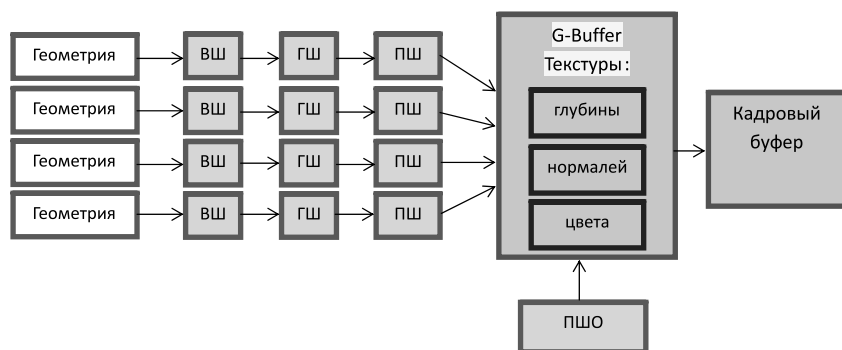 Геометрия ВШ ГШ ПШ
Геометрия ВШ ГШ ПШ
Геометрия ВШ ГШ ПШ
Геометрия ВШ ГШ ПШ
G-Buffer
Текстуры:
глубины
нормалей
цвета
Кадровый
буфер
ПШО